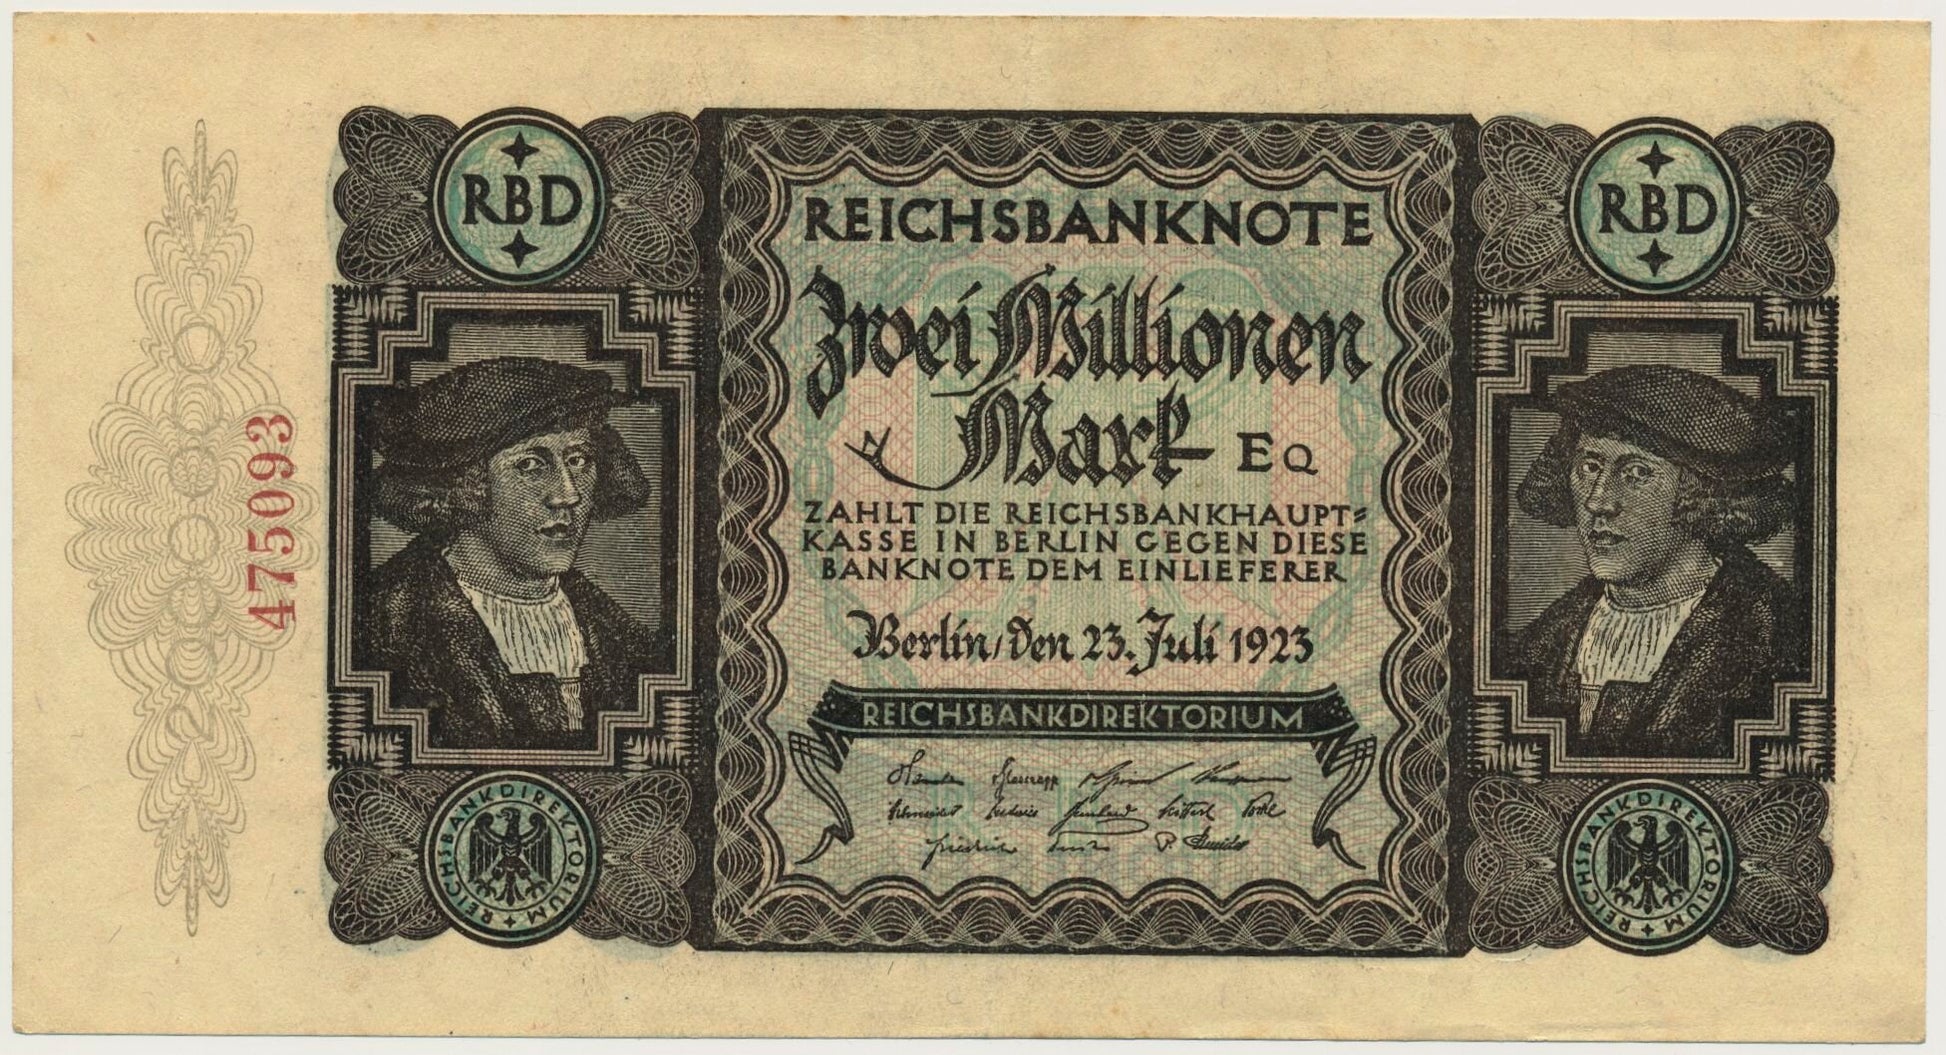 475093
RBD
RBD
REICHSBANKNOTE
Zwei Millionen
Mark EQ
ZAHLT DIE REICHSBANKHAUPT=
KASSE IN BERLIN GEGEN DIESE
BANKNOTE DEM EINLIEFERER
Berlin, den 23. Juli 1923
REICHSBANKDIREKTORIUM
REICHSBANKDIREKTORIUM
REICHSBANKDIREKTORIUM